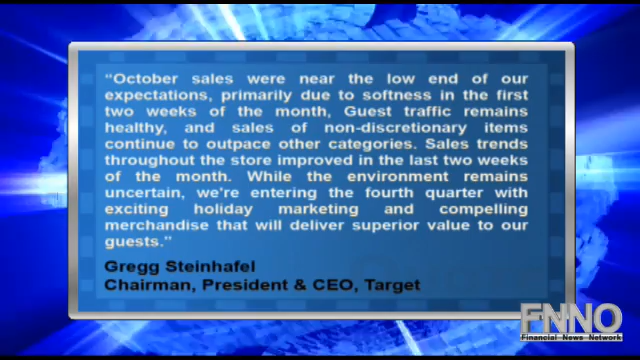 “October sales were near the low end of our
expectations, primarily due to softness in the first
two weeks of the month, Guest traffic remains
healthy, and sales of non-discretionary items
continue to outpace other categories. Sales trends
throughout the store improved in the last two weeks
of the month. While the environment remains
uncertain, we're entering the fourth quarter with
exciting holiday marketing and compelling
merchandise that will deliver superior value to our
guests.”
Gregg Steinhafel
Chairman, President & CEO, Target
FNNO
Financial News Network